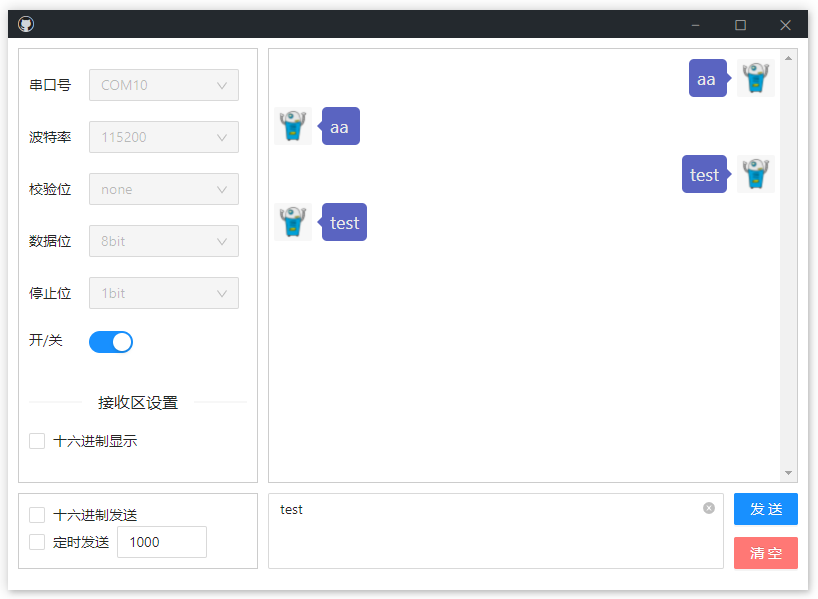 串口号 COM10
波特率 115200
校验位 none
数据位 8bit
停止位 1bit
开/关
接收区设置
十六进制显示
aa
aa
test
test
十六进制发送
定时发送 1000
test
发送
清空